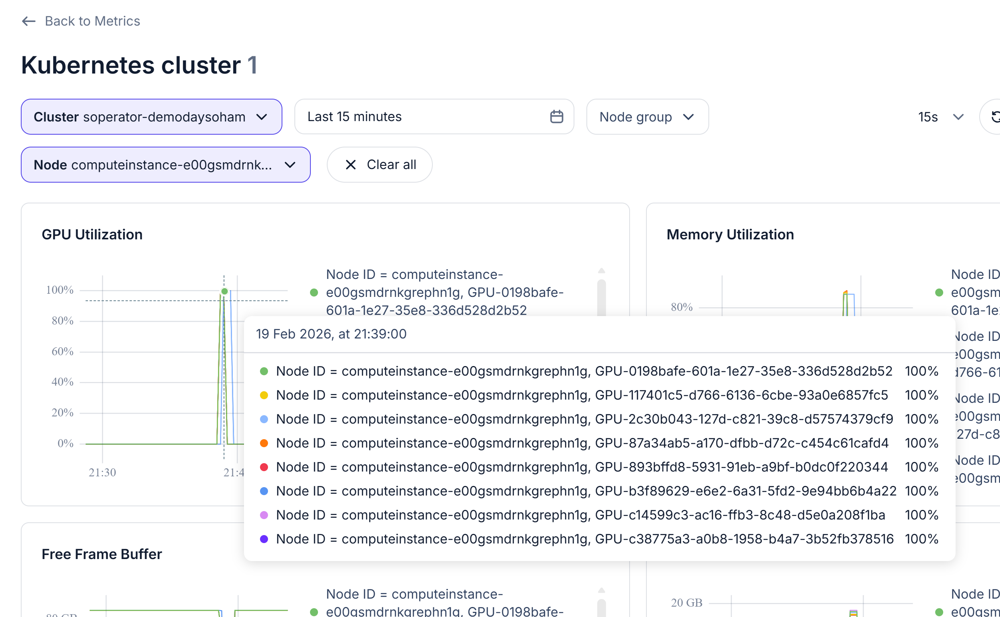 Back to Metrics
Kubernetes cluster 1
Cluster soperator-demodaysoham
Last 15 minutes
Node group
15s
Node computeinstance-e00gsmdrnk...
Clear all
GPU Utilization
100%
80%
60%
40%
20%
0%
21:30
21:4
Node ID = computeinstance-
e00gsmdrnkgrephn1g, GPU-0198bafe-
601a-1e27-35e8-336d528d2b52
Memory Utilization
80%
Node ID
e00gsm
601a-1e
Node ID
e00gsm
d766-61
Node ID
e00gsm
27d-c8
Node ID
e00gsm
19 Feb 2026, at 21:39:00
Node ID = computeinstance-e00gsmdrnkgrephn1g, GPU-0198bafe-601a-1e27-35e8-336d528d2b52 100%
Node ID = computeinstance-e00gsmdrnkgrephn1g, GPU-117401c5-d766-6136-6cbe-93a0e6857fc5 100%
Node ID = computeinstance-e00gsmdrnkgrephn1g, GPU-2c30b043-127d-c821-39c8-d57574379cf9 100%
Node ID = computeinstance-e00gsmdrnkgrephn1g, GPU-87a34ab5-a170-dfbb-d72c-c454c61cafd4 100%
Node ID = computeinstance-e00gsmdrnkgrephn1g, GPU-893bffd8-5931-91eb-a9bf-b0dc0f220344 100%
Node ID = computeinstance-e00gsmdrnkgrephn1g, GPU-b3f89629-e6e2-6a31-5fd2-9e94bb6b4a22 100%
Node ID = computeinstance-e00gsmdrnkgrephn1g, GPU-c14599c3-ac16-ffb3-8c48-d5e0a208f1ba 100%
Node ID = computeinstance-e00gsmdrnkgrephn1g, GPU-c38775a3-a0b8-1958-b4a7-3b52fb378516 100%
Free Frame Buffer
80 GB
Node ID = computeinstance-
e00gsmdrnkgrephn1g, GPU-0198bafe-
20 GB
Node ID
e00gsm